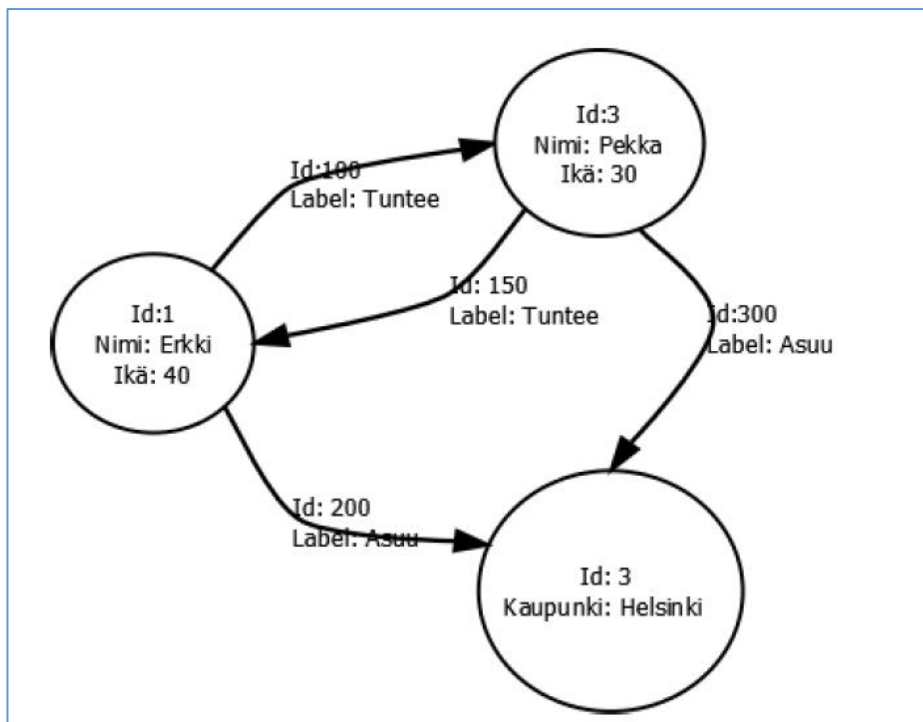 Id:3
Nimi: Pekka
Ikä: 30
Id:100
Label: Tuntee
Id: 150
Label: Tuntee
Id:1
Nimi: Erkki
Ikä: 40
Id:300
Label: Asuu
Id: 200
Label: Asuu
Id: 3
Kaupunki: Helsinki